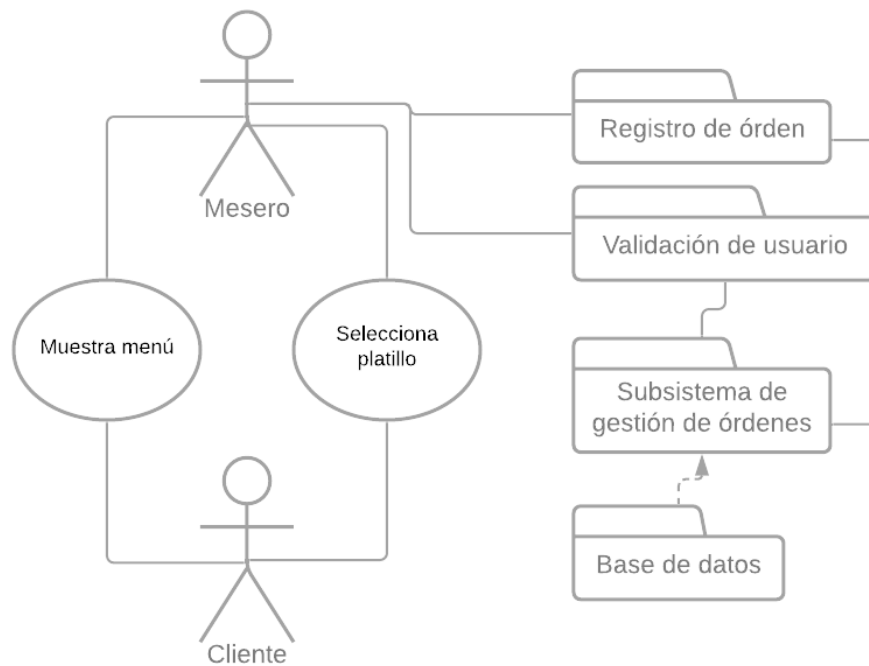 Mesero
Registro de órden
Validación de usuario
Muestra menú
Selecciona
platillo
Subsistema de
gestión de órdenes
Base de datos
Cliente